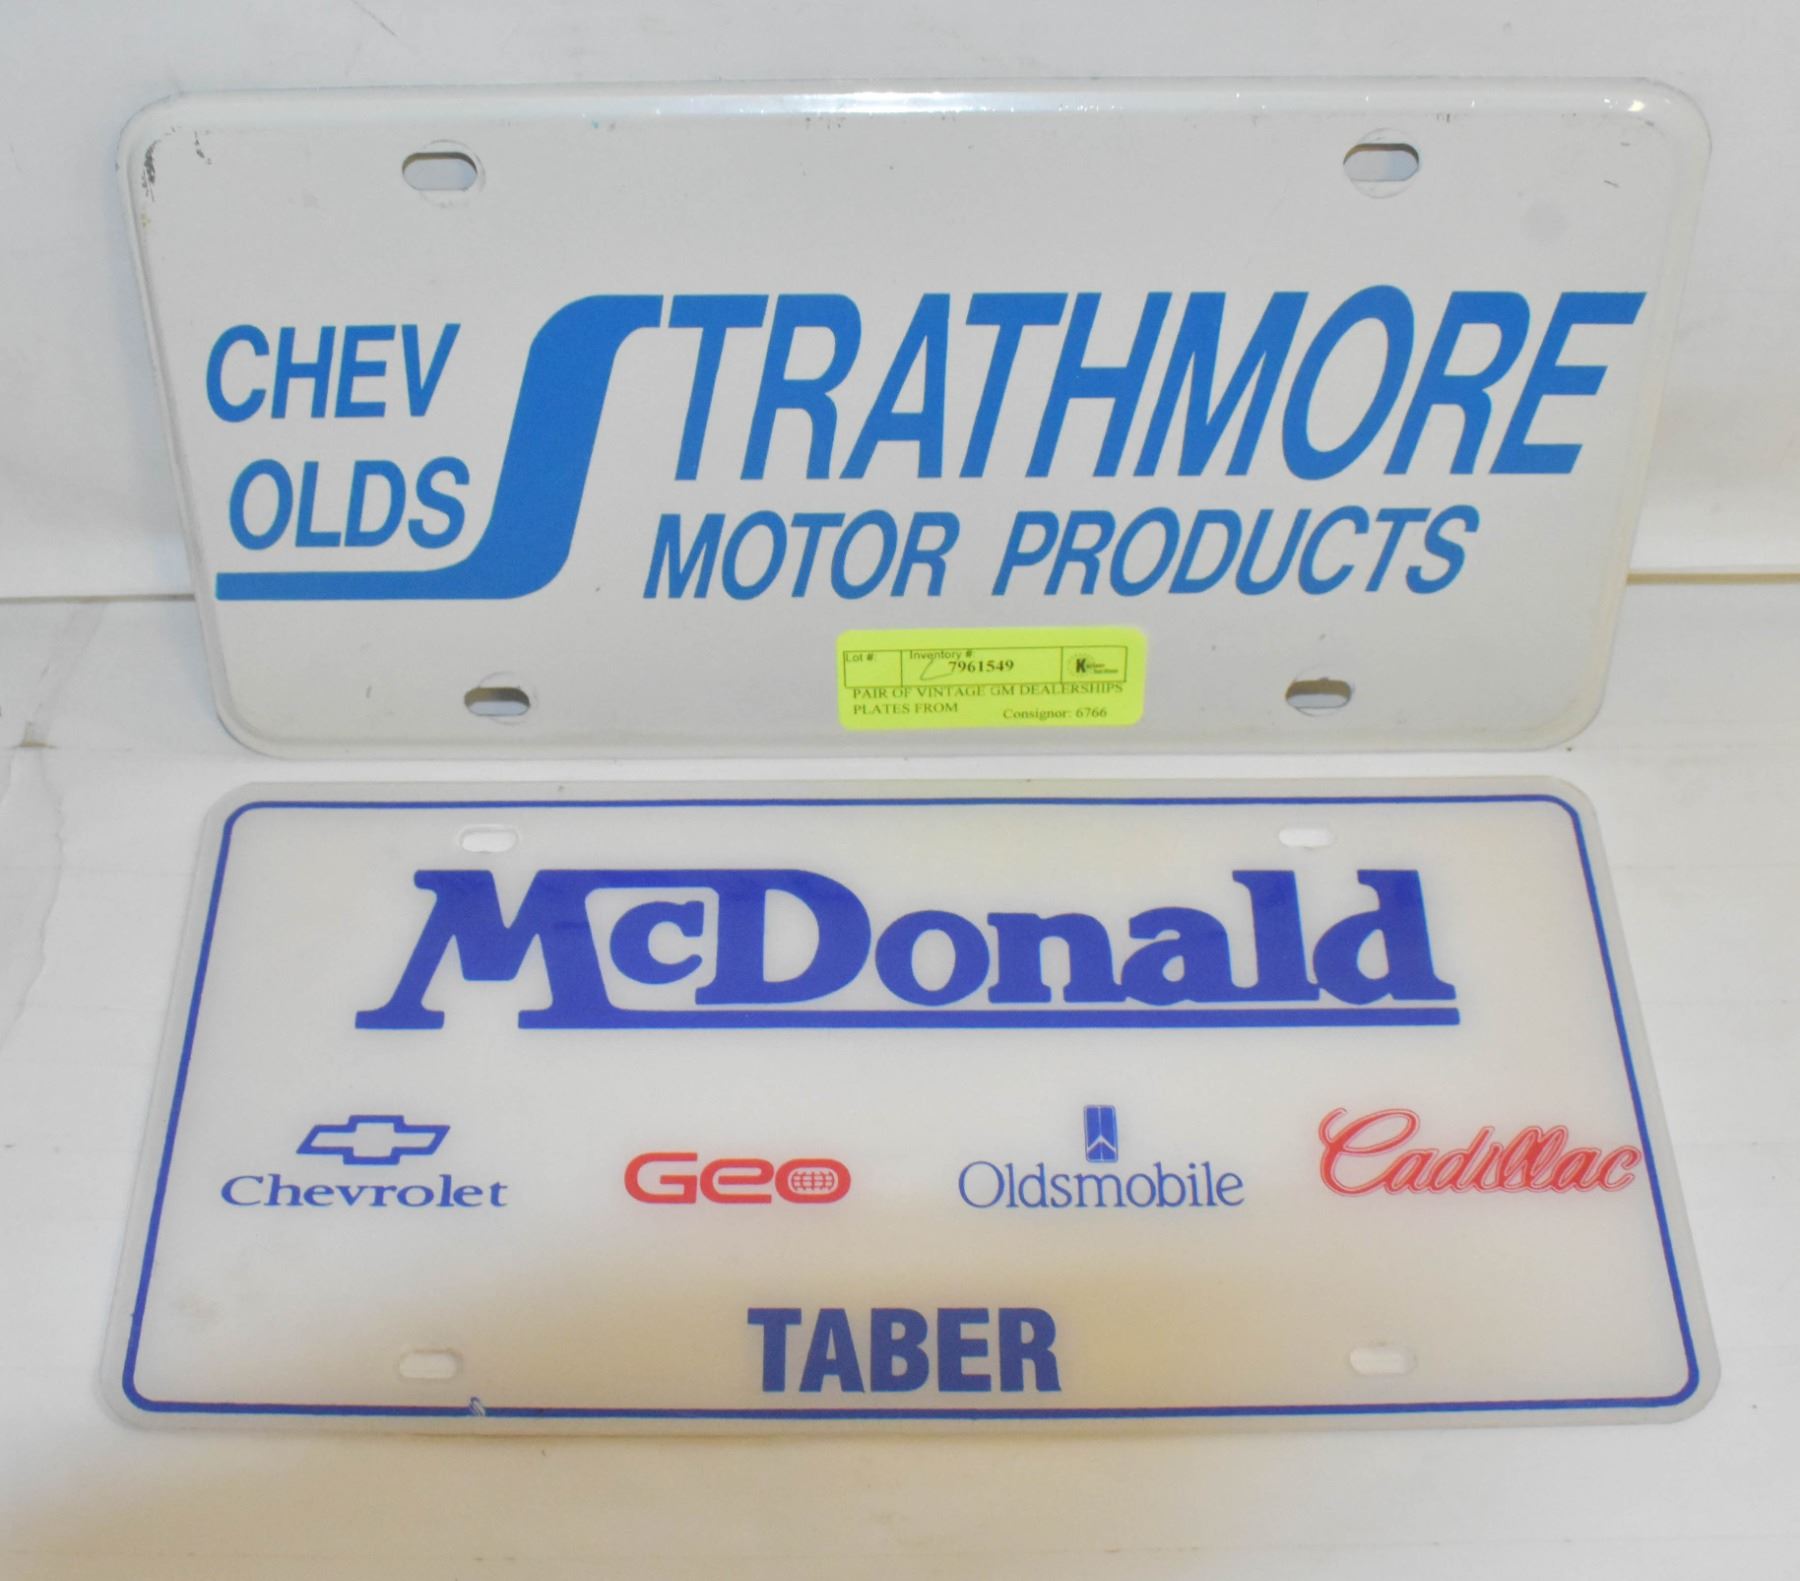 CHEV STRATHMORE
OLDS MOTOR PRODUCTS
Lot #: Inventory #:
7961549
PAIR OF VINTAGE GM DEALERSHIPS
PLATES FROM Consignor: 6766
McDonald
Chevrolet Geo Oldsmobile Cadillac
TABER